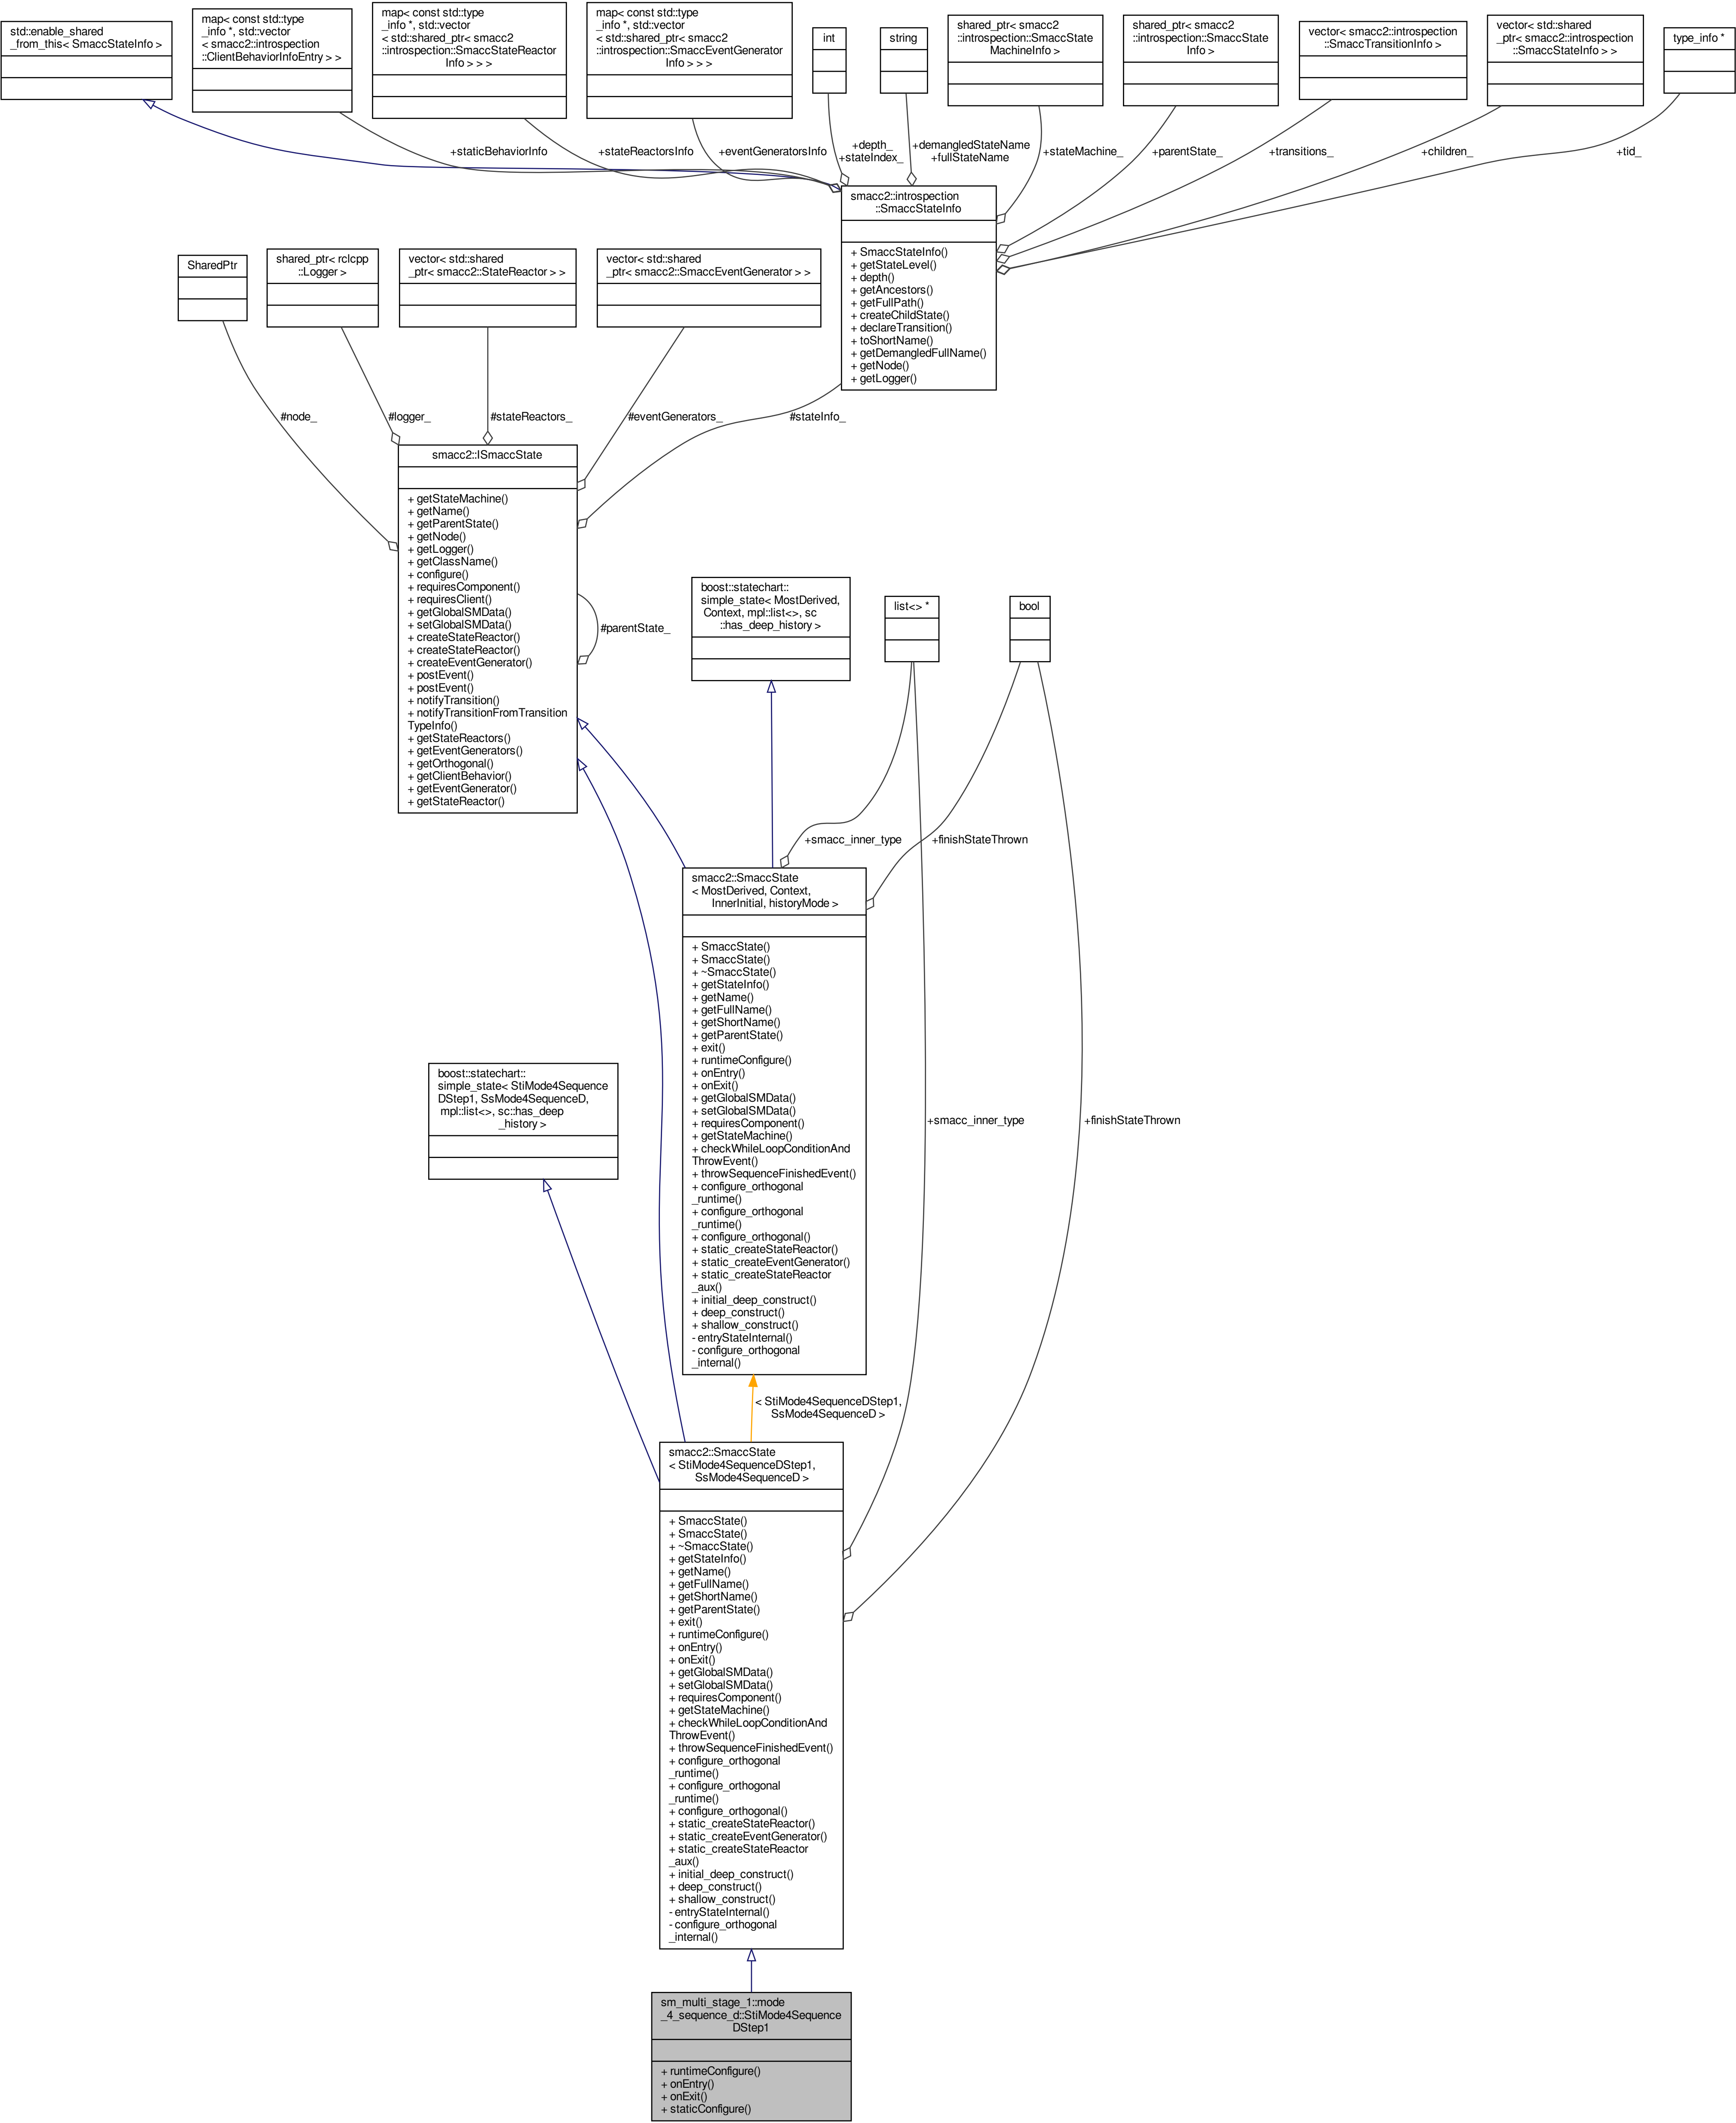 std::enable_shared
_from_this< SmaccStateInfo >
map< const std::type
_info *, std::vector
< smacc2::introspection
::ClientBehaviorInfoEntry > >
map< const std::type
_info *, std::vector
< std::shared_ptr< smacc2
::introspection::SmaccStateReactor
Info > > >
map< const std::type
_info *, std::vector
< std::shared_ptr< smacc2
::introspection::SmaccEventGenerator
Info > > >
int
string
shared_ptr< smacc2
::introspection::SmaccState
MachineInfo >
shared_ptr< smacc2
::introspection::SmaccState
Info >
vector< smacc2::introspection
::SmaccTransitionInfo >
vector< std::shared
_ptr< smacc2::introspection
::SmaccStateInfo > >
type_info *
+staticBehaviorInfo
+stateReactorsInfo
+eventGeneratorsInfo
+depth_
+stateIndex_
+demangledStateName
+fullStateName
+stateMachine_
+parentState_
+transitions_
+children_
+tid_
smacc2::introspection
::SmaccStateInfo
+ SmaccStateInfo()
+ getStateLevel()
+ depth()
+ getAncestors()
+ getFullPath()
+ createChildState()
+ declareTransition()
+ toShortName()
+ getDemangledFullName()
+ getNode()
+ getLogger()
SharedPtr
shared_ptr< rclcpp
::Logger >
vector< std::shared
_ptr< smacc2::StateReactor > >
vector< std::shared
_ptr< smacc2::SmaccEventGenerator > >
#node_
#logger_
#stateReactors_
#eventGenerators_
#stateInfo_
smacc2::ISmaccState
+ getStateMachine()
+ getName()
+ getParentState()
+ getNode()
+ getLogger()
+ getClassName()
+ configure()
+ requiresComponent()
+ requiresClient()
+ getGlobalSMData()
+ setGlobalSMData()
+ createStateReactor()
+ createStateReactor()
+ createEventGenerator()
+ postEvent()
+ postEvent()
+ notifyTransition()
+ notifyTransitionFromTransition
TypeInfo()
+ getStateReactors()
+ getEventGenerators()
+ getOrthogonal()
+ getClientBehavior()
+ getEventGenerator()
+ getStateReactor()
#parentState_
boost::statechart::
simple_state< MostDerived,
Context, mpl::list<>, sc
::has_deep_history >
list<> *
bool
+smacc_inner_type
+finishStateThrown
smacc2::SmaccState
< MostDerived, Context,
InnerInitial, historyMode >
+ SmaccState()
+ SmaccState()
+ ~SmaccState()
+ getStateInfo()
+ getName()
+ getFullName()
+ getShortName()
+ getParentState()
+ exit()
+ runtimeConfigure()
+ onEntry()
+ onExit()
+ getGlobalSMData()
+ setGlobalSMData()
+ requiresComponent()
+ getStateMachine()
+ checkWhileLoopConditionAnd
ThrowEvent()
+ throwSequenceFinishedEvent()
+ configure_orthogonal
_runtime()
+ configure_orthogonal
_runtime()
+ configure_orthogonal()
+ static_createStateReactor()
+ static_createEventGenerator()
+ static_createStateReactor
_aux()
+ initial_deep_construct()
+ deep_construct()
+ shallow_construct()
- entryStateInternal()
- configure_orthogonal
_internal()
boost::statechart::
simple_state< StiMode4Sequence
DStep1, SsMode4SequenceD,
mpl::list<>, sc::has_deep
_history >
+smacc_inner_type
+finishStateThrown
< StiMode4SequenceDStep1,
SsMode4SequenceD >
smacc2::SmaccState
< StiMode4SequenceDStep1,
SsMode4SequenceD >
+ SmaccState()
+ SmaccState()
+ ~SmaccState()
+ getStateInfo()
+ getName()
+ getFullName()
+ getShortName()
+ getParentState()
+ exit()
+ runtimeConfigure()
+ onEntry()
+ onExit()
+ getGlobalSMData()
+ setGlobalSMData()
+ requiresComponent()
+ getStateMachine()
+ checkWhileLoopConditionAnd
ThrowEvent()
+ throwSequenceFinishedEvent()
+ configure_orthogonal
_runtime()
+ configure_orthogonal
_runtime()
+ configure_orthogonal()
+ static_createStateReactor()
+ static_createEventGenerator()
+ static_createStateReactor
_aux()
+ initial_deep_construct()
+ deep_construct()
+ shallow_construct()
- entryStateInternal()
- configure_orthogonal
_internal()
sm_multi_stage_1::mode
_4_sequence_d::StiMode4Sequence
DStep1
+ runtimeConfigure()
+ onEntry()
+ onExit()
+ staticConfigure()